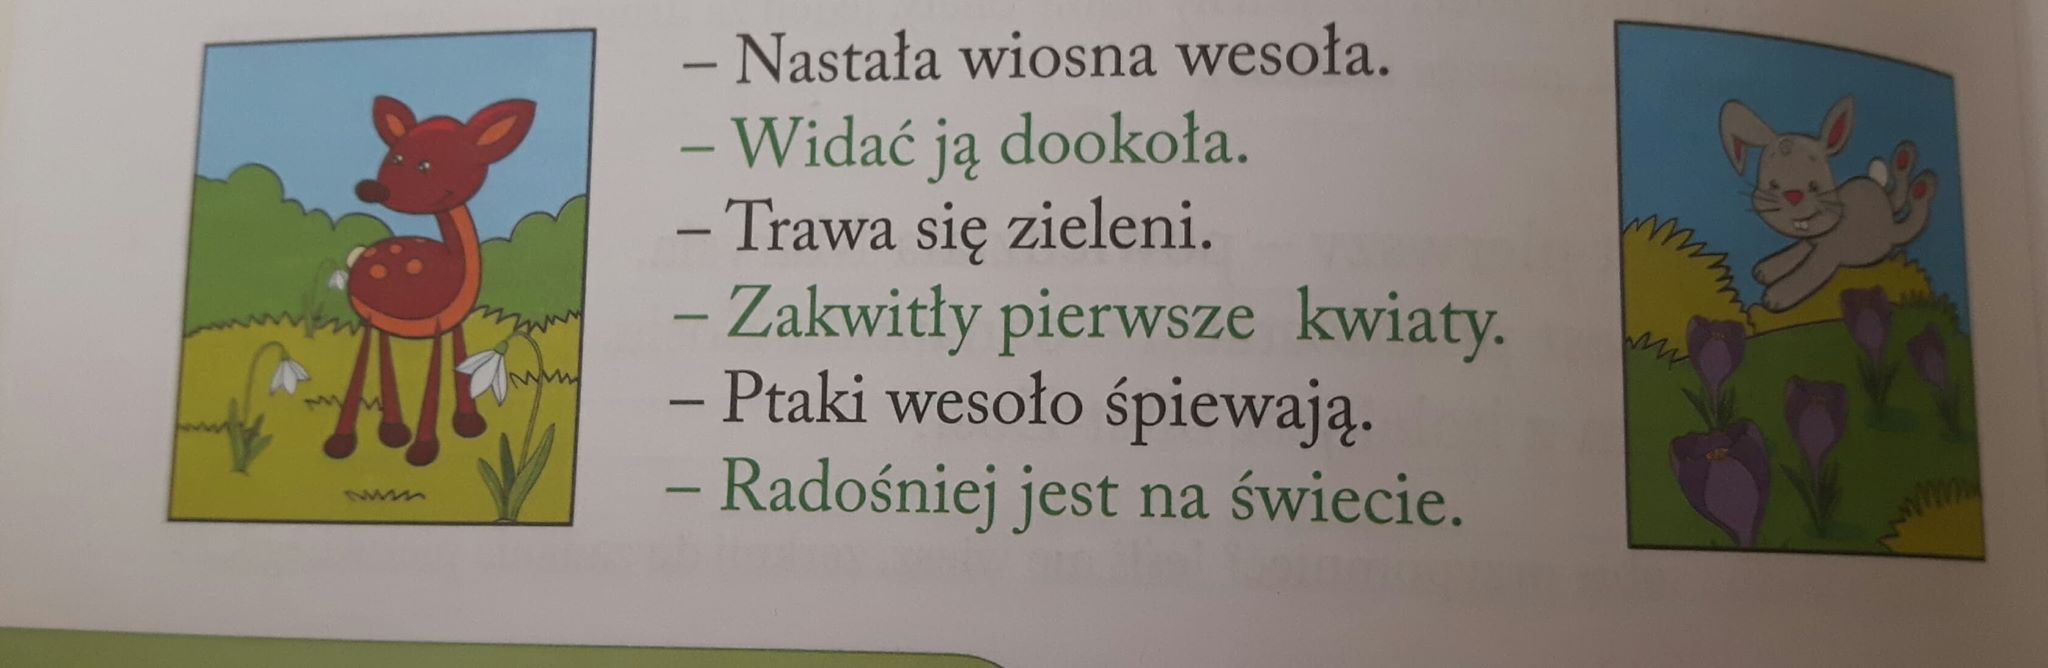 – Nastała wiosna wesoła.
– Widać ją dookoła.
– Trawa się zieleni.
– Zakwitły pierwsze kwiaty.
– Ptaki wesoło śpiewają.
– Radośniej jest na świecie.